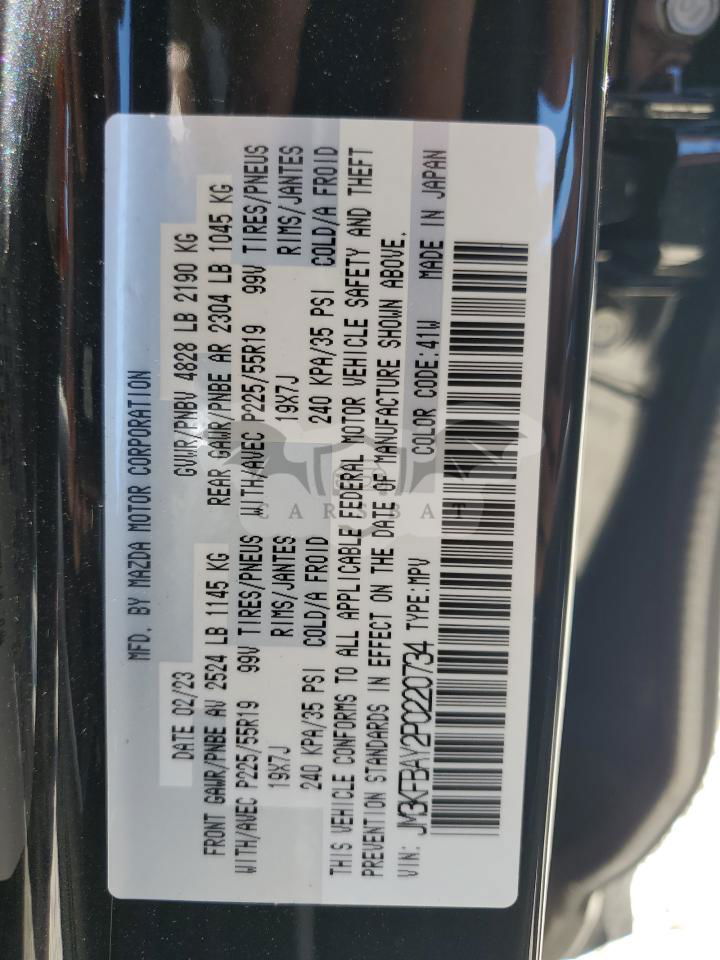 MFD. BY MAZDA MOTOR CORPORATION
DATE 02/23 GVWR/PNBV 4828 LB 2190 KG
FRONT GAWR/PNBE AV 2524 LB 1145 KG REAR GAWR/PNBE AR 2304 LB 1045 KG
WITH/AVEC P225/55R19 99V TIRES/PNEUS WITH/AVEC P225/55R19 99V TIRES/PNEUS
19X7J RIMS/JANTES 19X7J RIMS/JANTES
240 KPA/35 PSI COLD/A FROID 240 KPA/35 PSI COLD/A FROID
THIS VEHICLE CONFORMS TO ALL APPLICABLE FEDERAL MOTOR VEHICLE SAFETY AND THEFT
PREVENTION STANDARDS IN EFFECT ON THE DATE OF MANUFACTURE SHOWN ABOVE.
VIN: JM3KFBAY2P0220734 TYPE:MPV COLOR CODE:41W MADE IN JAPAN
CARSBAT